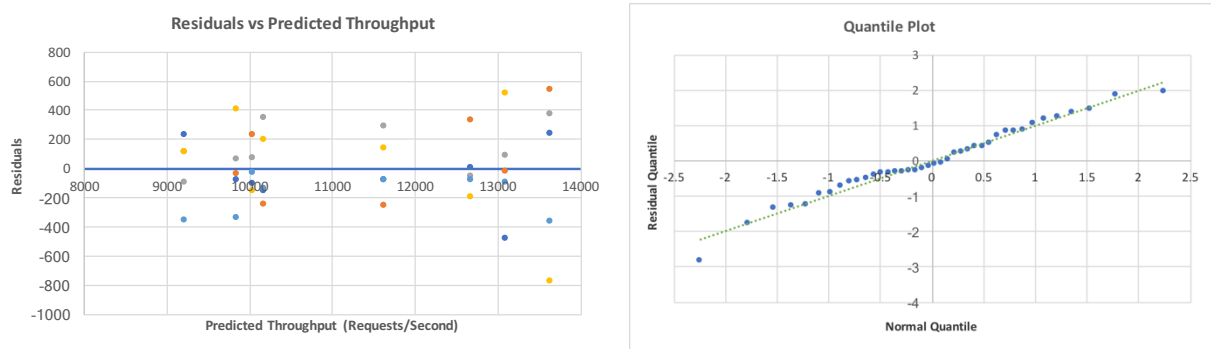 Residuals vs Predicted Throughput
800
600
400
200
0
-200
-400
-600
-800
-1000
8000 9000 10000 11000 12000 13000 14000
Residuals
Predicted Throughput (Requests/Second)
Quantile Plot
3
2
1
0
-1
-2
-3
-4
-2.5 -2 -1.5 -1 -0.5 0 0.5 1 1.5 2 2.5
Residual Quantile
Normal Quantile